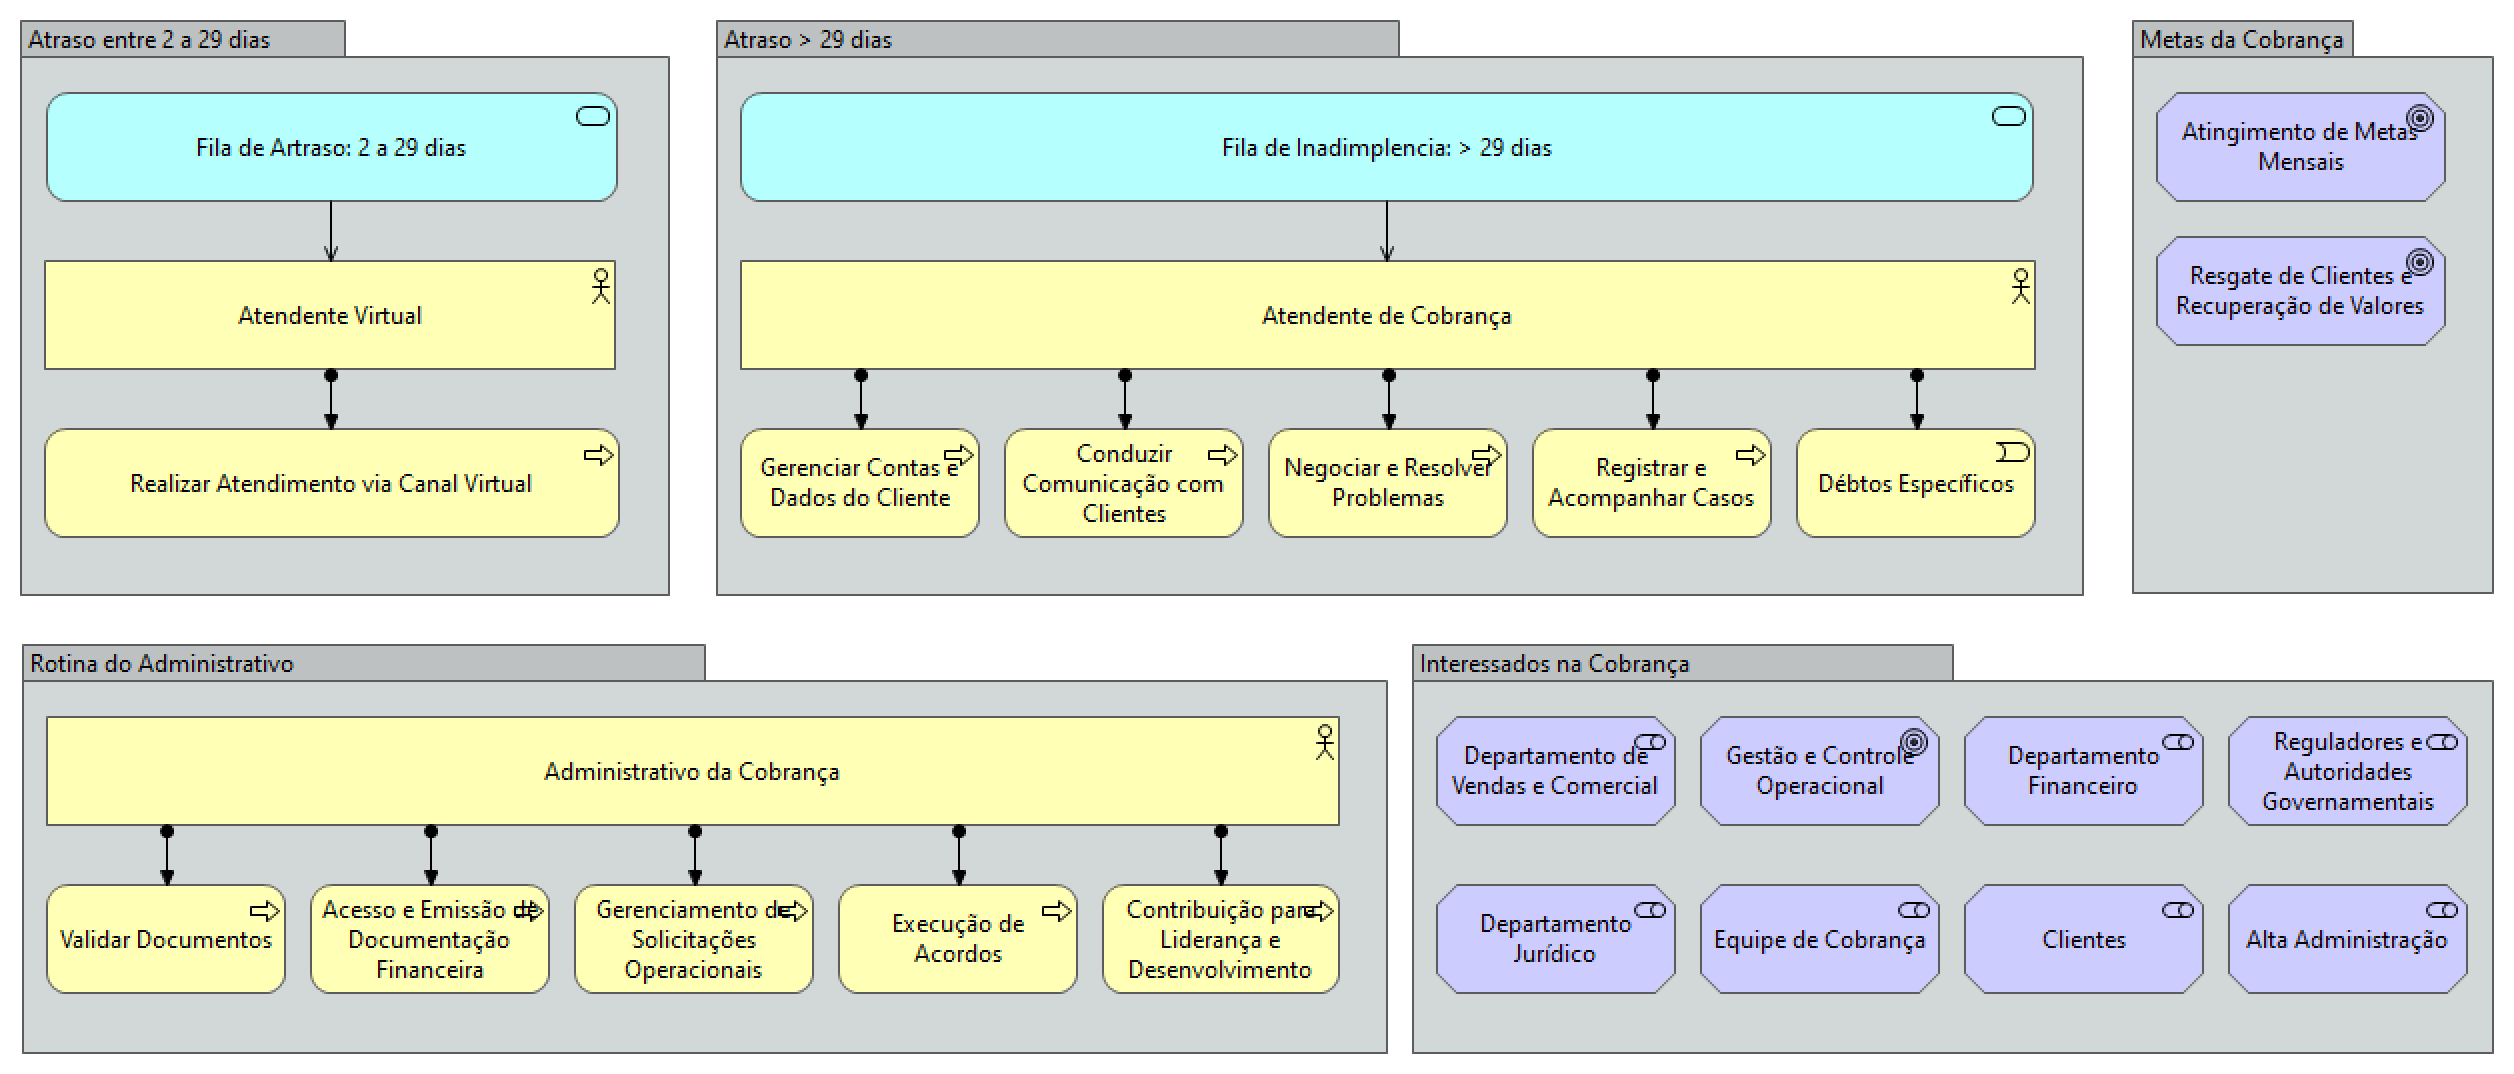 Atraso entre 2 a 29 dias
Fila de Artraso: 2 a 29 dias
Atendente Virtual
Realizar Atendimento via Canal Virtual
Atraso > 29 dias
Fila de Inadimplencia: > 29 dias
Atendente de Cobrança
Gerenciar Contas e
Dados do Cliente
Conduzir
Comunicação com
Clientes
Negociar e Resolver
Problemas
Registrar e
Acompanhar Casos
Débtos Específicos
Metas da Cobrança
Atingimento de Metas
Mensais
Resgate de Clientes e
Recuperação de Valores
Rotina do Administrativo
Administrativo da Cobrança
Validar Documentos
Acesso e Emissão de
Documentação
Financeira
Gerenciamento de
Solicitações
Operacionais
Execução de
Acordos
Contribuição para
Liderança e
Desenvolvimento
Interessados na Cobrança
Departamento de
Vendas e Comercial
Gestão e Controle
Operacional
Departamento
Financeiro
Reguladores e
Autoridades
Governamentais
Departamento
Jurídico
Equipe de Cobrança
Clientes
Alta Administração